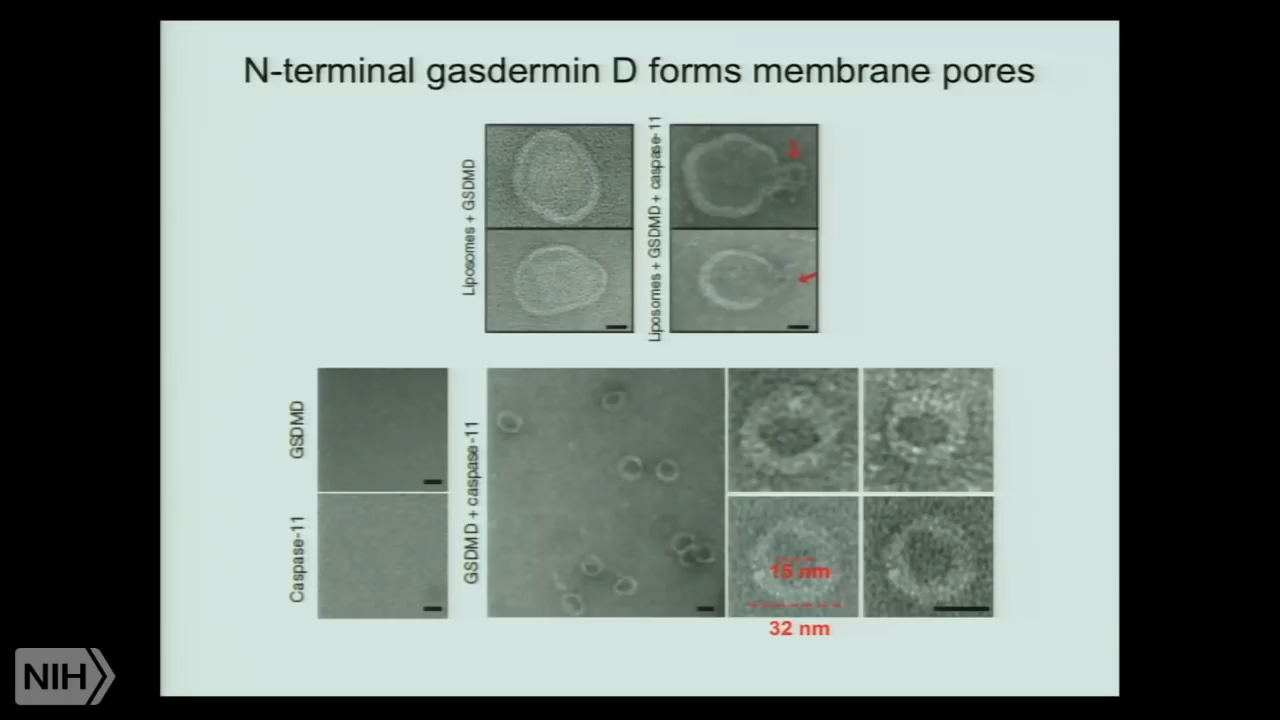 N-terminal gasdermin D forms membrane pores
Liposomes + GSDMD
Liposomes + GSDMD + caspase-11
GSDMD
Caspase-11
GSDMD + caspase-11
15 nm
32 nm
NIH